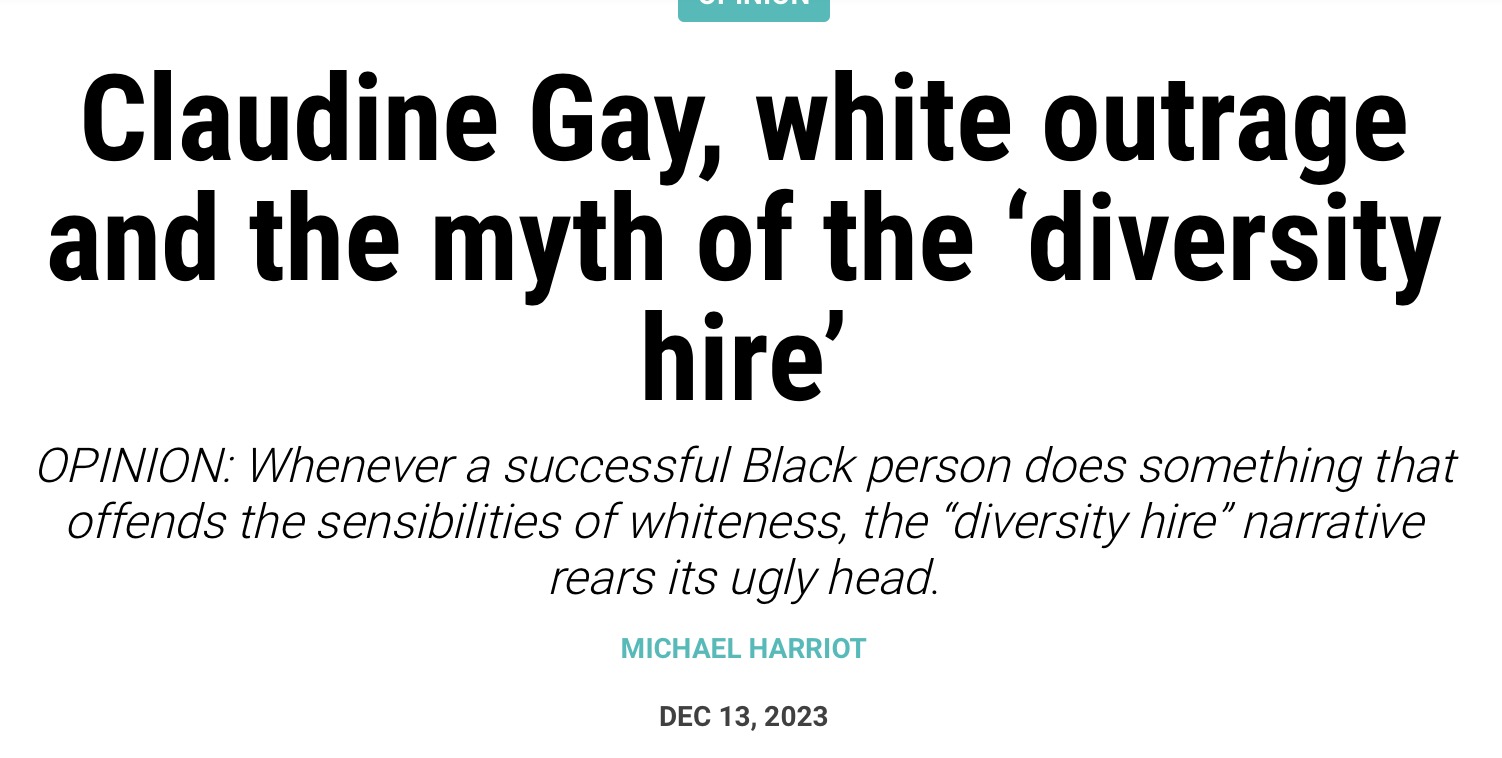 OPINION
Claudine Gay, white outrage
and the myth of the ‘diversity
hire’
OPINION: Whenever a successful Black person does something that
offends the sensibilities of whiteness, the “diversity hire” narrative
rears its ugly head.
MICHAEL HARRIOT
DEC 13, 2023